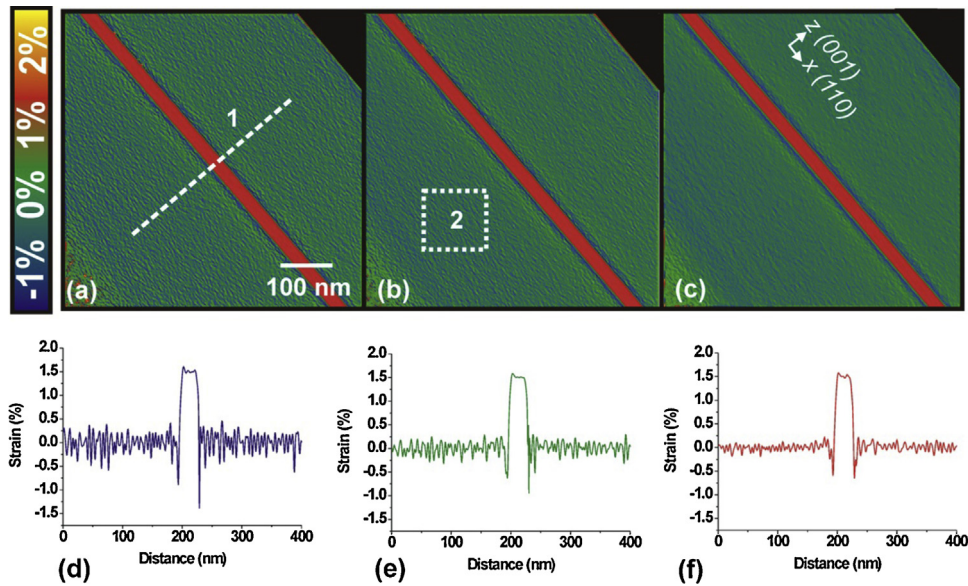 -1% 0% 1% 2%
1
100 nm
(a)
2
(b)
z (001)
x (110)
(c)
2.0
1.5
1.0
0.5
0.0
-0.5
-1.0
-1.5
Strain (%)
0 100 200 300 400
Distance (nm)
(d)
2.0
1.5
1.0
0.5
0.0
-0.5
-1.0
-1.5
Strain (%)
0 100 200 300 400
Distance (nm)
(e)
2.0
1.5
1.0
0.5
0.0
-0.5
-1.0
-1.5
Strain (%)
0 100 200 300 400
Distance (nm)
(f)